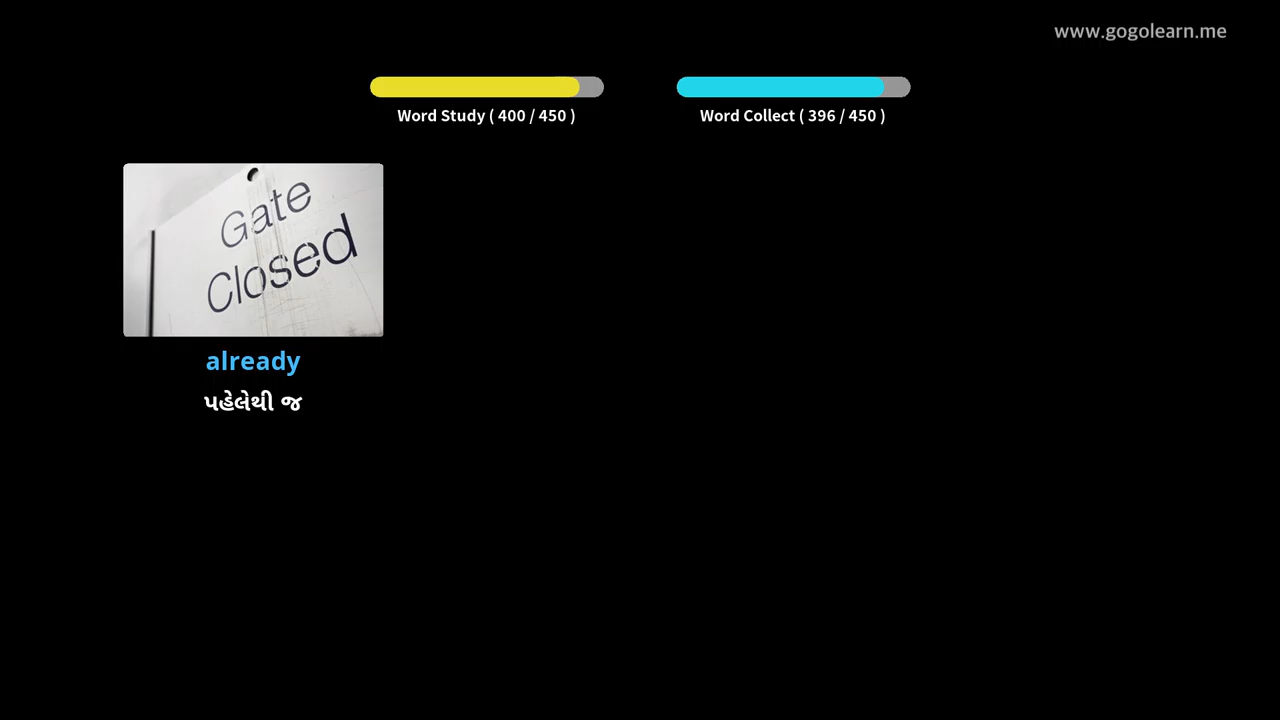 www.gogolearn.me
Word Study ( 400 / 450 )
Word Collect ( 396 / 450 )
Gate
Closed
already
પહેલેથી જ